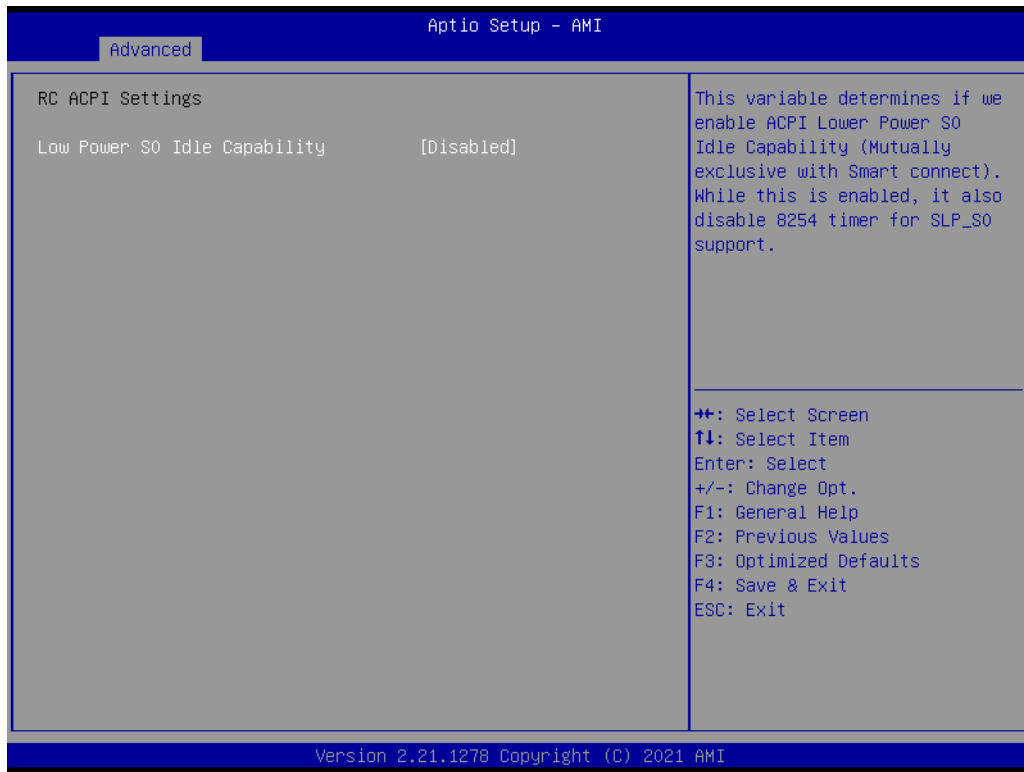 Aptio Setup – AMI
Advanced
RC ACPI Settings
Low Power S0 Idle Capability [Disabled]
This variable determines if we
enable ACPI Lower Power S0
Idle Capability (Mutually
exclusive with Smart connect).
While this is enabled, it also
disable 8254 timer for SLP_S0
support.
→←: Select Screen
↑↓: Select Item
Enter: Select
+/-: Change Opt.
F1: General Help
F2: Previous Values
F3: Optimized Defaults
F4: Save & Exit
ESC: Exit
Version 2.21.1278 Copyright (C) 2021 AMI